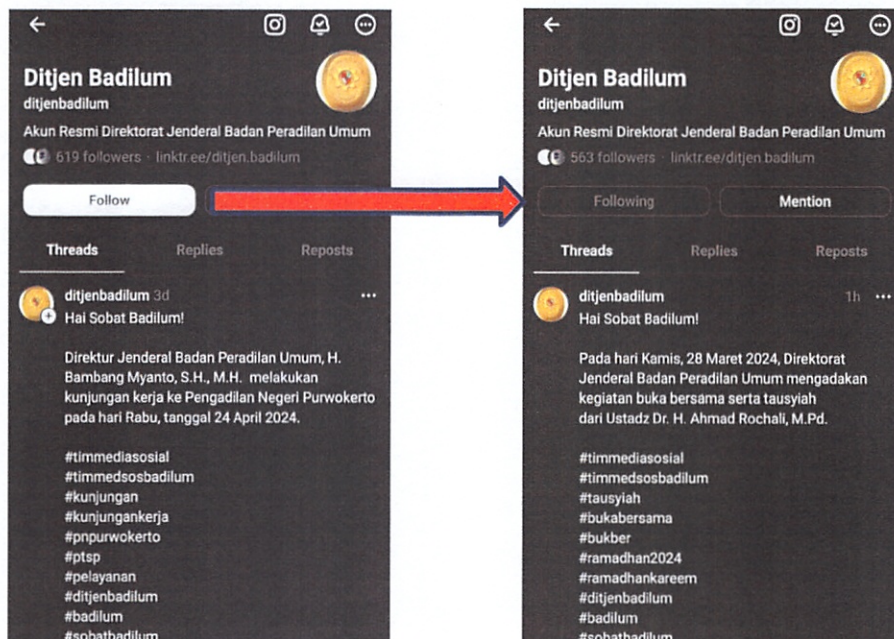 Ditjen Badilum
ditjenbadilum
Akun Resmi Direktorat Jenderal Badan Peradilan Umum
619 followers · linktr.ee/ditjen.badilum
Follow
Threads
Replies
Reposts
ditjenbadilum 3d
Hai Sobat Badilum!
Direktur Jenderal Badan Peradilan Umum, H.
Bambang Myanto, S.H., M.H. melakukan
kunjungan kerja ke Pengadilan Negeri Purwokerto
pada hari Rabu, tanggal 24 April 2024.
#timmediasosial
#timmedsosbadilum
#kunjungan
#kunjungankerja
#pnpurwokerto
#ptsp
#pelayanan
#ditjenbadilum
#badilum
#sobatbadilum
Ditjen Badilum
ditjenbadilum
Akun Resmi Direktorat Jenderal Badan Peradilan Umum
563 followers · linktr.ee/ditjen.badilum
Following
Mention
Threads
Replies
Reposts
ditjenbadilum 1h
Hai Sobat Badilum!
Pada hari Kamis, 28 Maret 2024, Direktorat
Jenderal Badan Peradilan Umum mengadakan
kegiatan buka bersama serta tausyiah
dari Ustadz Dr. H. Ahmad Rochali, M.Pd.
#timmediasosial
#timmedsosbadilum
#tausyiah
#bukabersama
#bukber
#ramadhan2024
#ramadhankareem
#ditjenbadilum
#badilum
#sobatbadilum